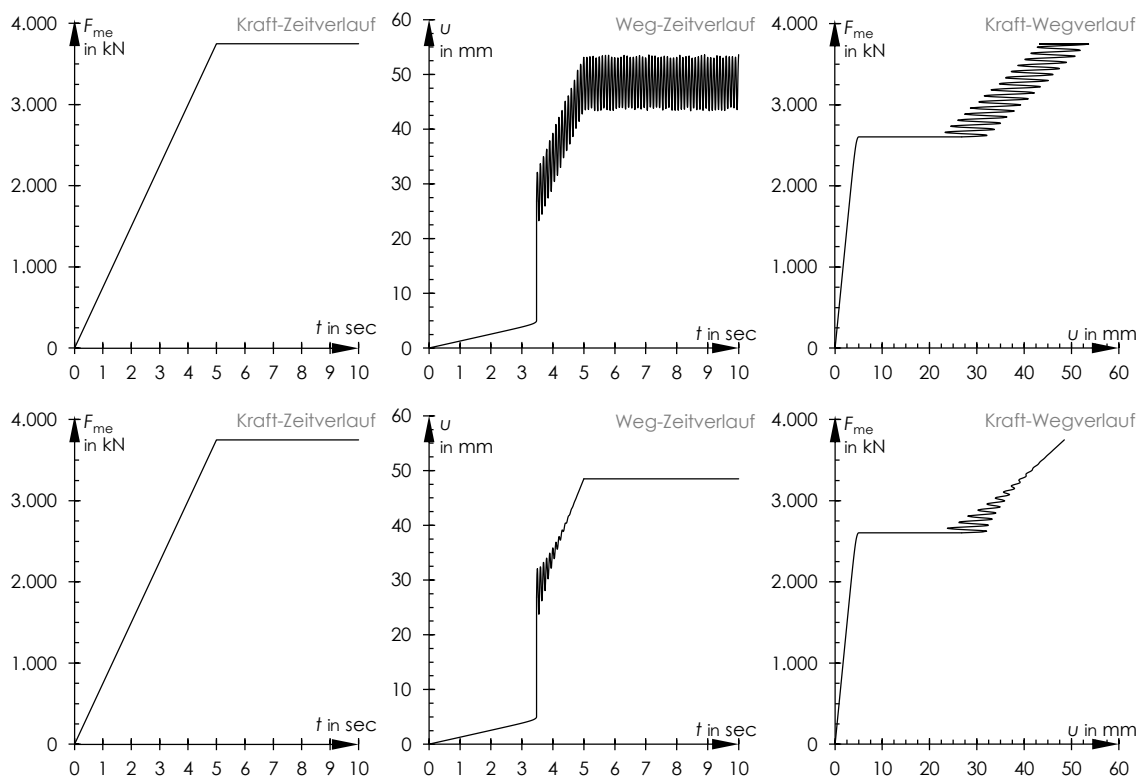 4.000 F me Kraft-Zeitverlauf
in kN
3.000
2.000
1.000
t in sec
0
0 1 2 3 4 5 6 7 8 9 10
60 u Weg-Zeitverlauf
in mm
50
40
30
20
10
t in sec
0
0 1 2 3 4 5 6 7 8 9 10
4.000 F me Kraft-Wegverlauf
in kN
3.000
2.000
1.000
u in mm
0
0 10 20 30 40 50 60
4.000 F me Kraft-Zeitverlauf
in kN
3.000
2.000
1.000
t in sec
0
0 1 2 3 4 5 6 7 8 9 10
60 u Weg-Zeitverlauf
in mm
50
40
30
20
10
t in sec
0
0 1 2 3 4 5 6 7 8 9 10
4.000 F me Kraft-Wegverlauf
in kN
3.000
2.000
1.000
u in mm
0
0 10 20 30 40 50 60